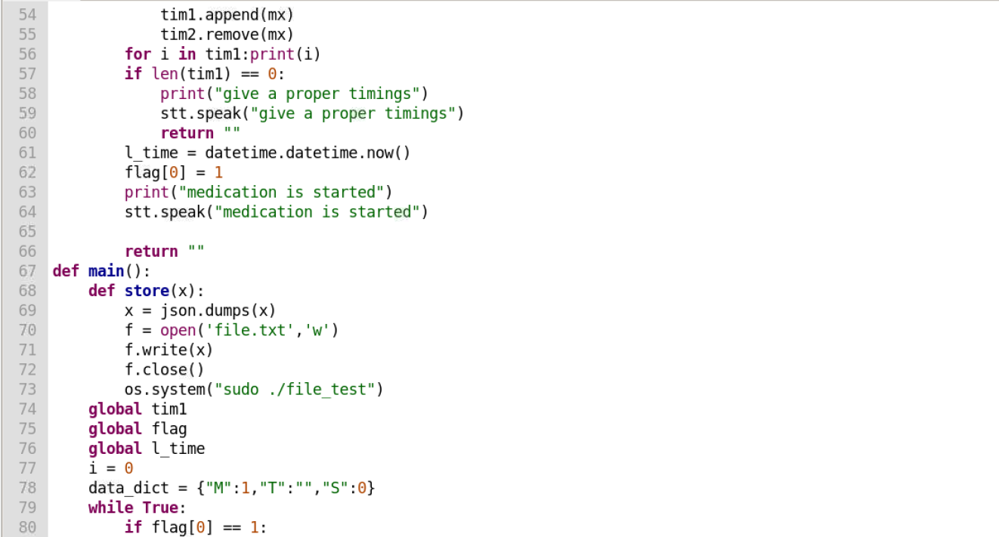 54 tim1.append(mx)
55 tim2.remove(mx)
56 for i in tim1:print(i)
57 if len(tim1) == 0:
58 print("give a proper timings")
59 stt.speak("give a proper timings")
60 return ""
61 l_time = datetime.datetime.now()
62 flag[0] = 1
63 print("medication is started")
64 stt.speak("medication is started")
65
66 return ""
67 def main():
68 def store(x):
69 x = json.dumps(x)
70 f = open('file.txt','w')
71 f.write(x)
72 f.close()
73 os.system("sudo ./file_test")
74 global tim1
75 global flag
76 global l_time
77 i = 0
78 data_dict = {"M":1,"T":"","S":0}
79 while True:
80 if flag[0] == 1: